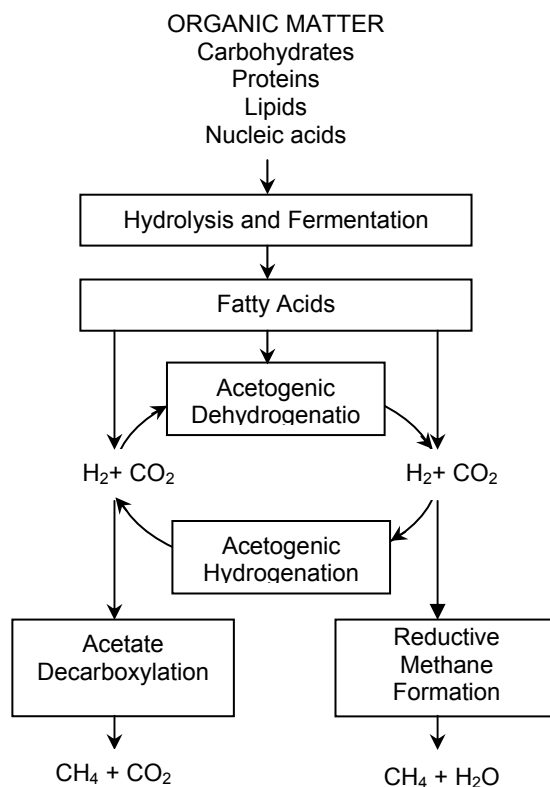 ORGANIC MATTER
Carbohydrates
Proteins
Lipids
Nucleic acids
Hydrolysis and Fermentation
Fatty Acids
Acetogenic
Dehydrogenatio
H₂+ CO₂
H₂+ CO₂
Acetogenic
Hydrogenation
Acetate
Decarboxylation
Reductive
Methane
Formation
CH₄ + CO₂
CH₄ + H₂O